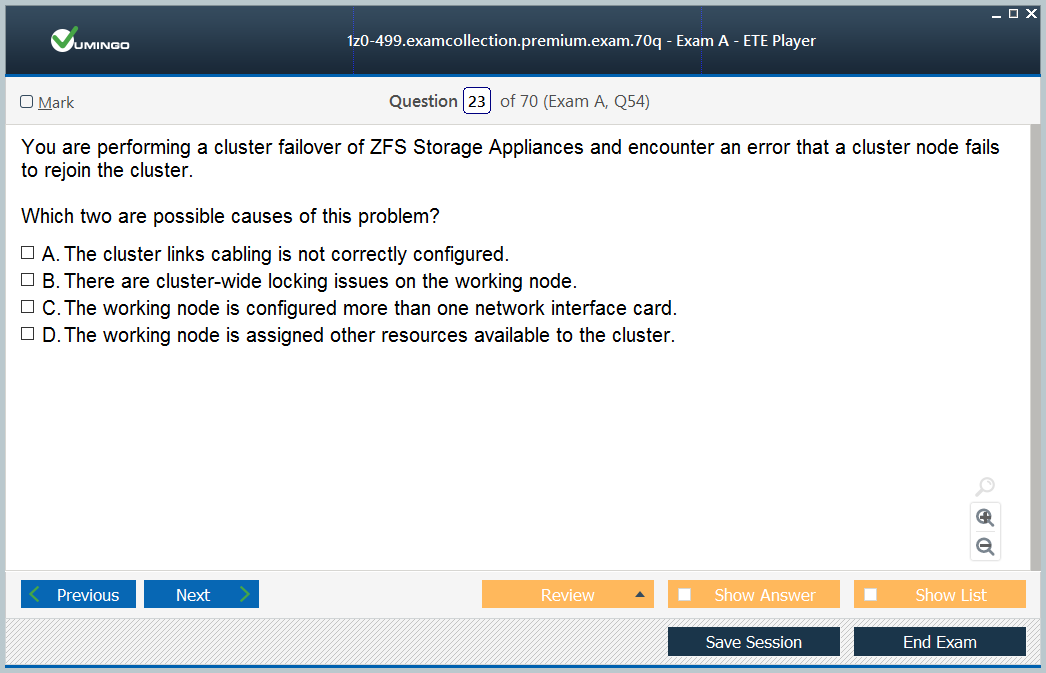 VUMINGO
1z0-499.examcollection.premium.exam.70q - Exam A - ETE Player
Mark
Question 23 of 70 (Exam A, Q54)
You are performing a cluster failover of ZFS Storage Appliances and encounter an error that a cluster node fails
to rejoin the cluster.
Which two are possible causes of this problem?
A. The cluster links cabling is not correctly configured.
B. There are cluster-wide locking issues on the working node.
C. The working node is configured more than one network interface card.
D. The working node is assigned other resources available to the cluster.
Previous
Next
Review
Show Answer
Show List
Save Session
End Exam